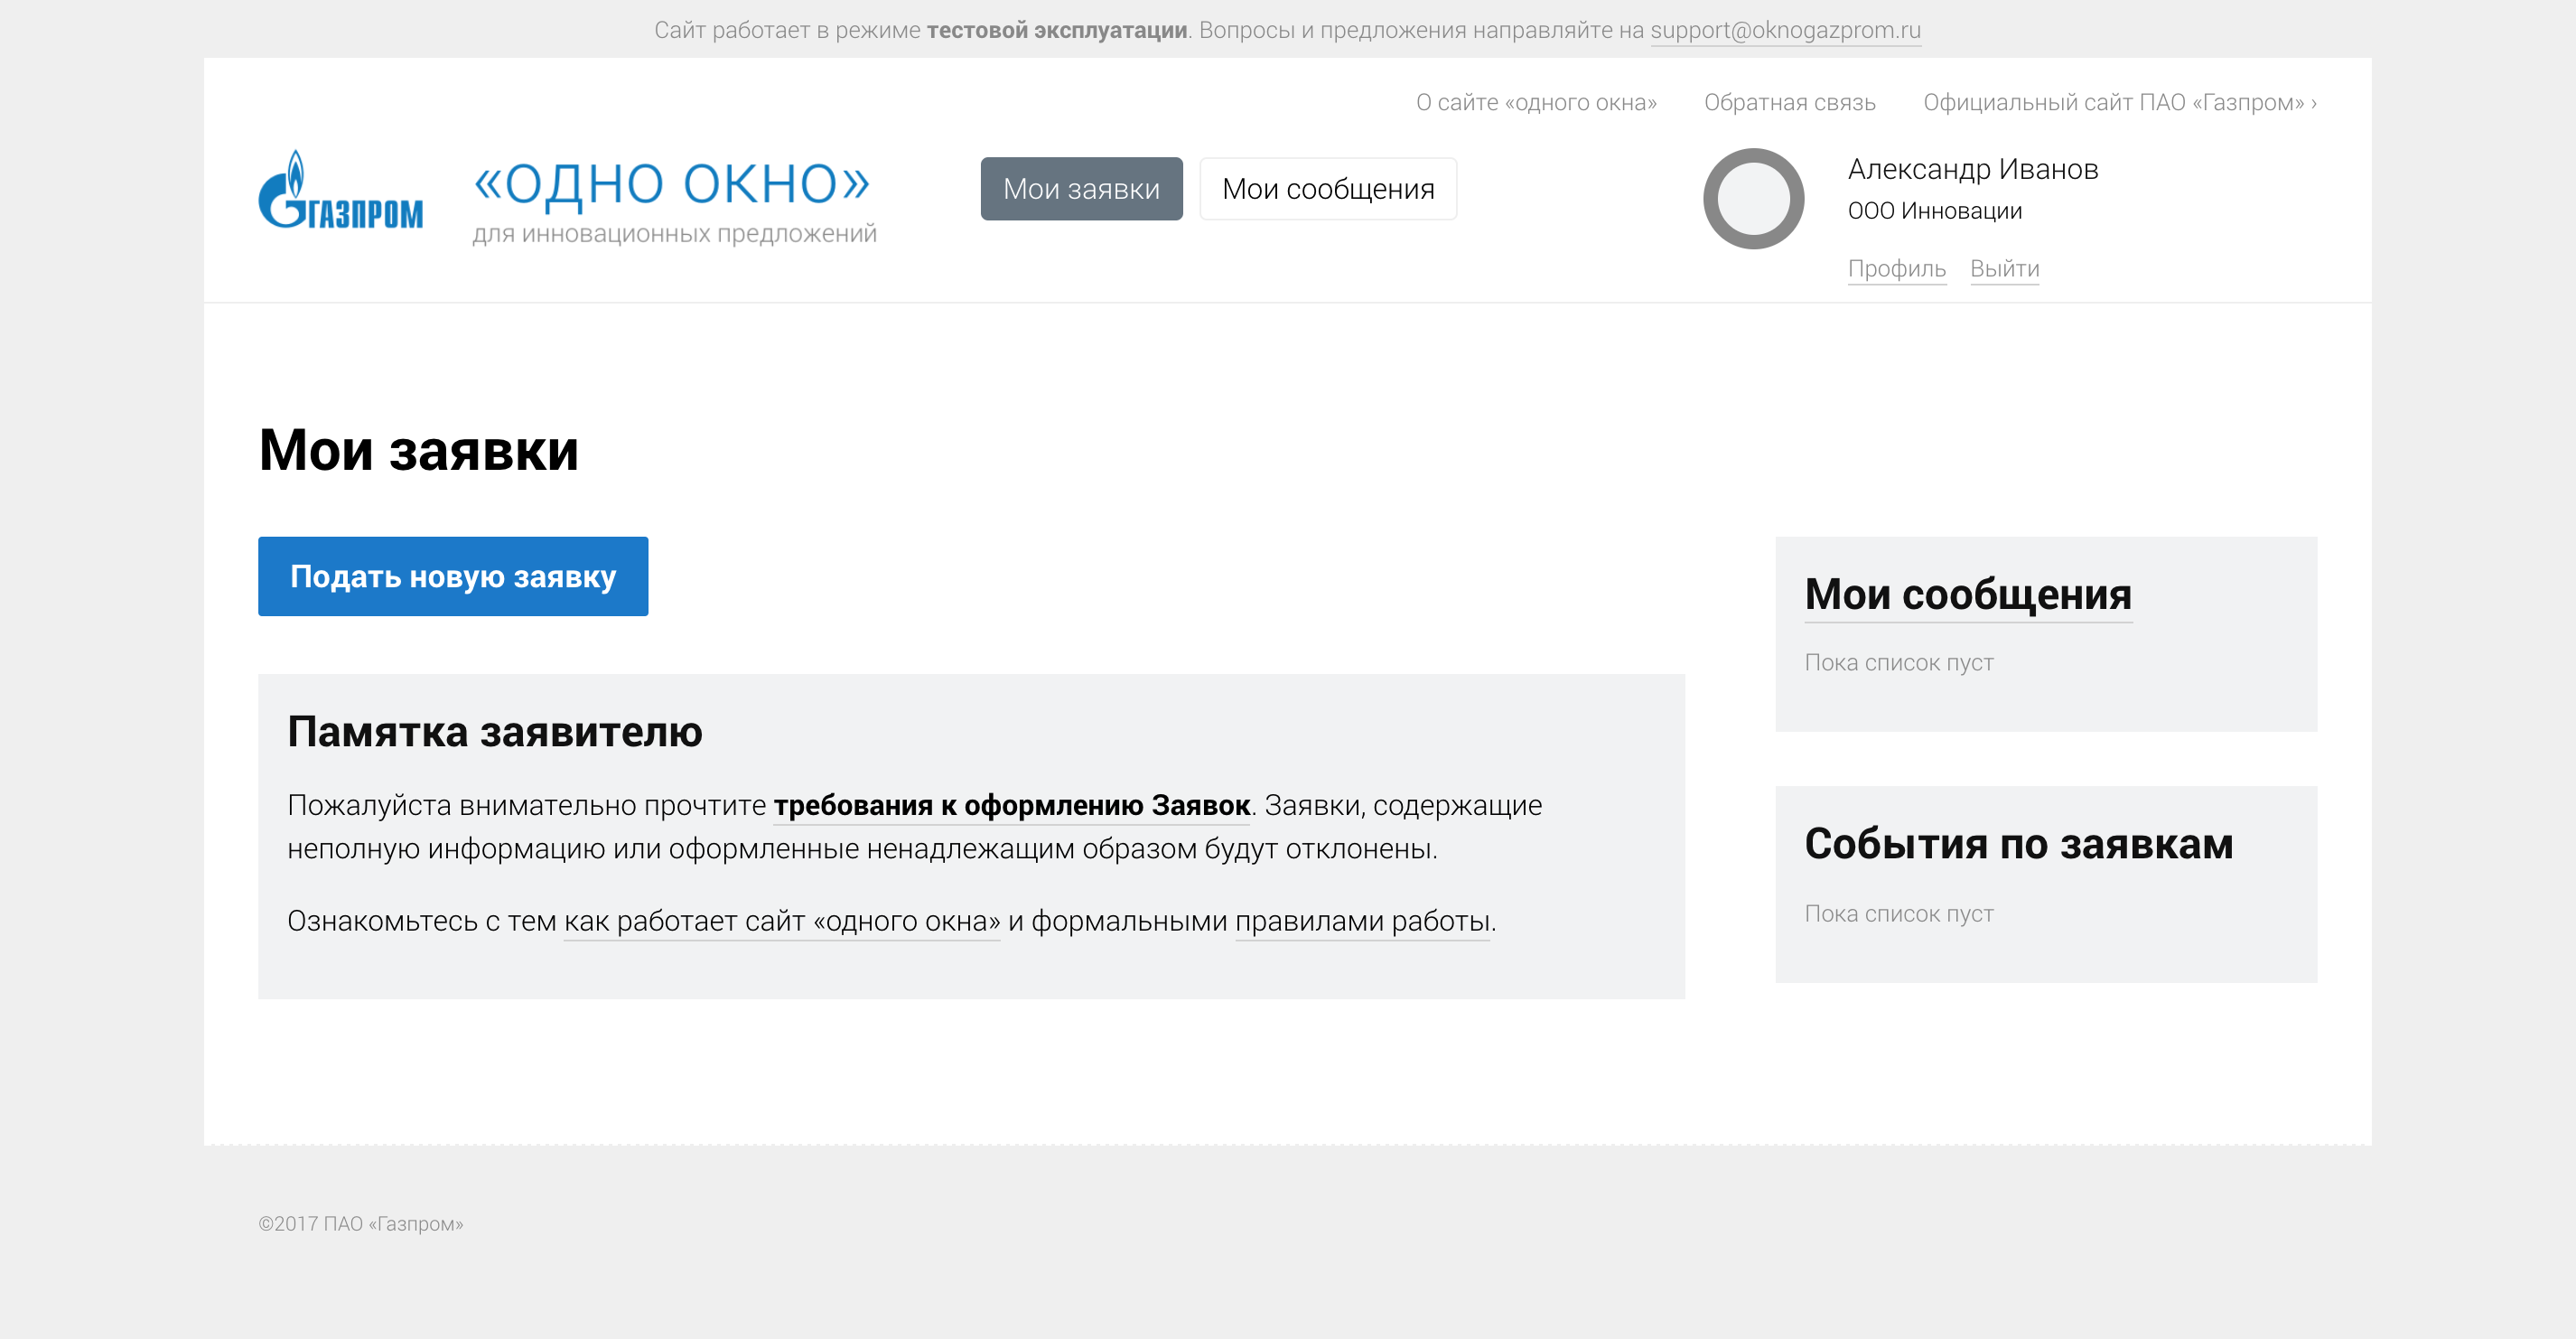 Сайт работает в режиме тестовой эксплуатации. Вопросы и предложения направляйте на support@oknogazprom.ru
О сайте «одного окна» Обратная связь Официальный сайт ПАО «Газпром» ›
ГАЗПРОМ
«ОДНО ОКНО»
для инновационных предложений
Мои заявки Мои сообщения
Александр Иванов
ООО Инновации
Профиль Выйти
Мои заявки
Подать новую заявку
Памятка заявителю
Пожалуйста внимательно прочтите требования к оформлению Заявок. Заявки, содержащие
неполную информацию или оформленные ненадлежащим образом будут отклонены.
Ознакомьтесь с тем как работает сайт «одного окна» и формальными правилами работы.
Мои сообщения
Пока список пуст
События по заявкам
Пока список пуст
©2017 ПАО «Газпром»